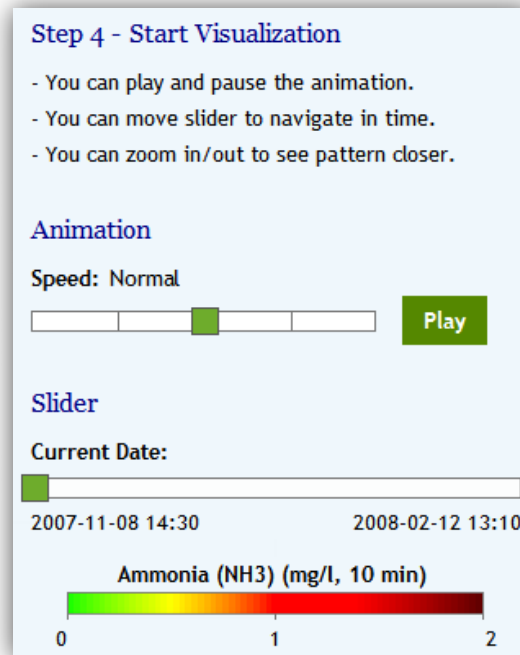 Step 4 - Start Visualization
- You can play and pause the animation.
- You can move slider to navigate in time.
- You can zoom in/out to see pattern closer.
Animation
Speed: Normal
Play
Slider
Current Date:
2007-11-08 14:30 2008-02-12 13:10
Ammonia (NH3) (mg/l, 10 min)
0 1 2